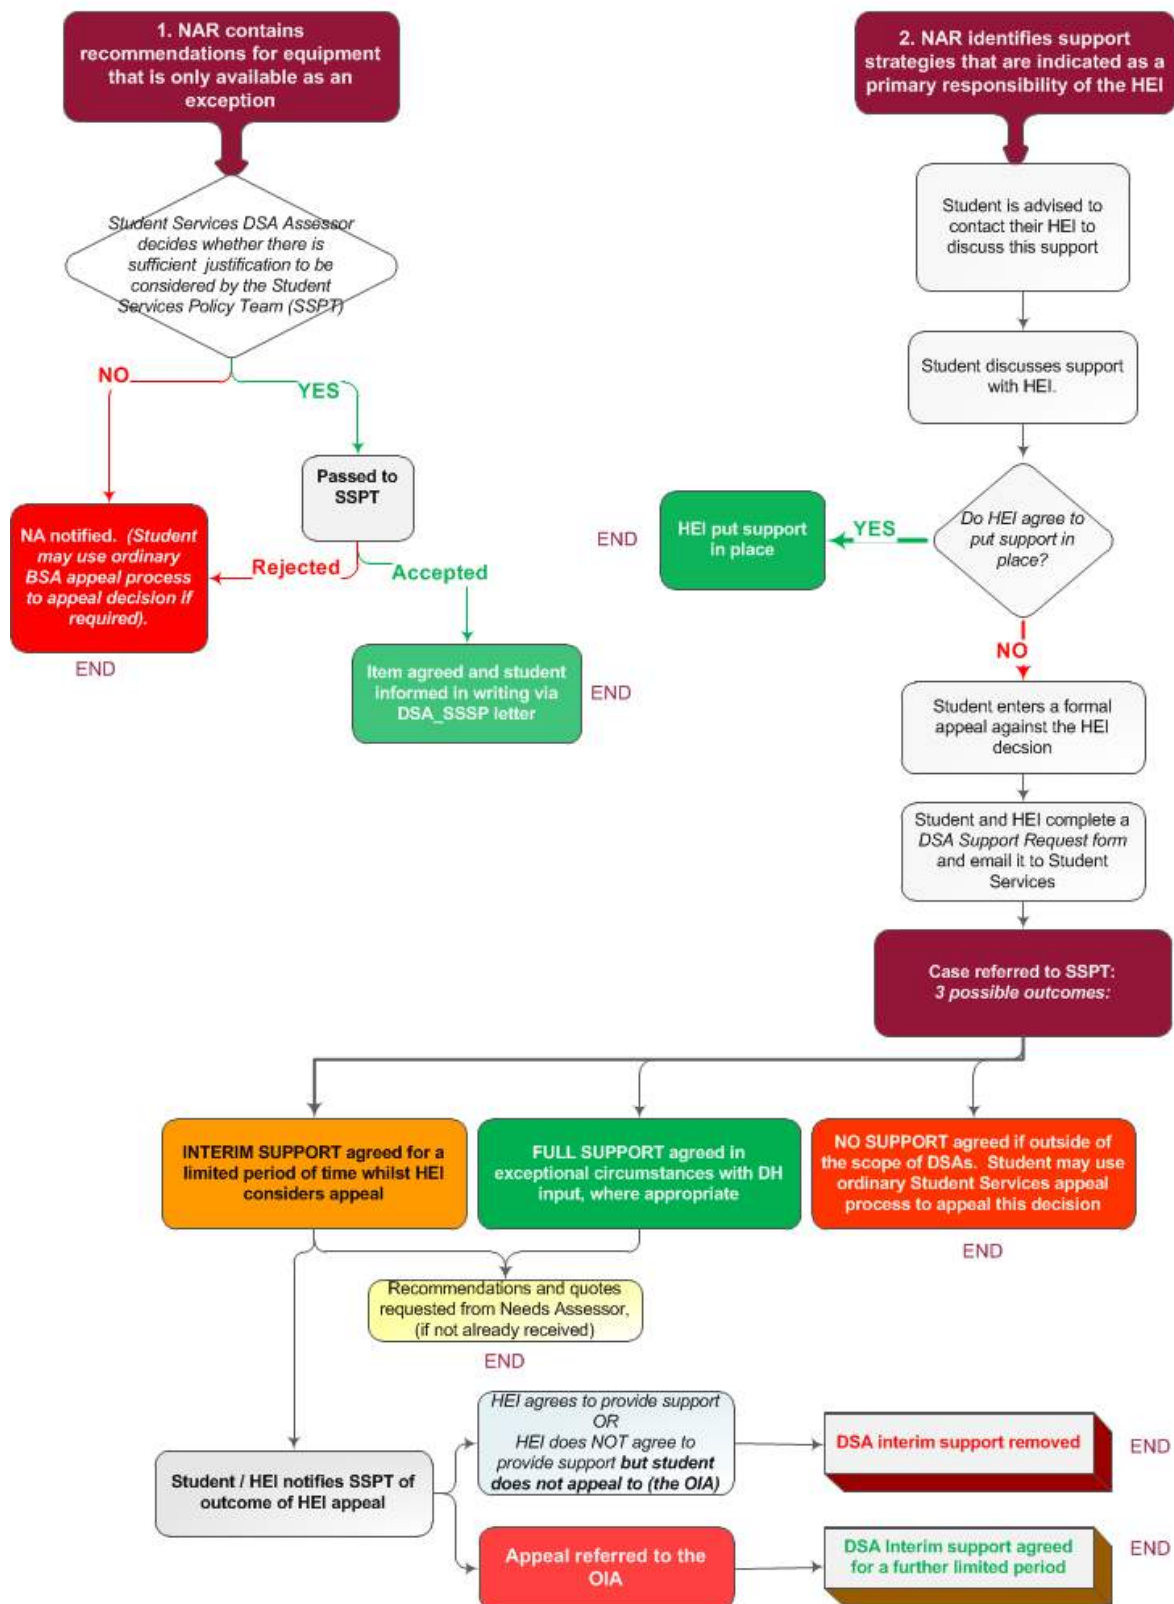 1. NAR contains
recommendations for equipment
that is only available as an
exception
Student Services DSA Assessor
decides whether there is
sufficient justification to be
considered by the Student
Services Policy Team (SSPT)
NO
YES
Passed to
SSPT
NA notified. (Student
may use ordinary
BSA appeal process
to appeal decision if
required).
END
Rejected
Accepted
Item agreed and student
informed in writing via
DSA_SSSP letter
END
2. NAR identifies support
strategies that are indicated as a
primary responsibility of the HEI
Student is advised to
contact their HEI to
discuss this support
Student discusses support
with HEI.
Do HEI agree to
put support in
place?
YES
HEI put support
in place
END
NO
Student enters a formal
appeal against the HEI
decsion
Student and HEI complete a
DSA Support Request form
and email it to Student
Services
Case referred to SSPT:
3 possible outcomes:
INTERIM SUPPORT agreed for a
limited period of time whilst HEI
considers appeal
FULL SUPPORT agreed in
exceptional circumstances with DH
input, where appropriate
NO SUPPORT agreed if outside of
the scope of DSAs. Student may use
ordinary Student Services appeal
process to appeal this decision
END
Recommendations and quotes
requested from Needs Assessor,
(if not already received)
END
Student / HEI notifies SSPT of
outcome of HEI appeal
HEI agrees to provide support
OR
HEI does NOT agree to
provide support but student
does not appeal to (the OIA)
DSA interim support removed
END
Appeal referred to the
OIA
DSA Interim support agreed
for a further limited period
END